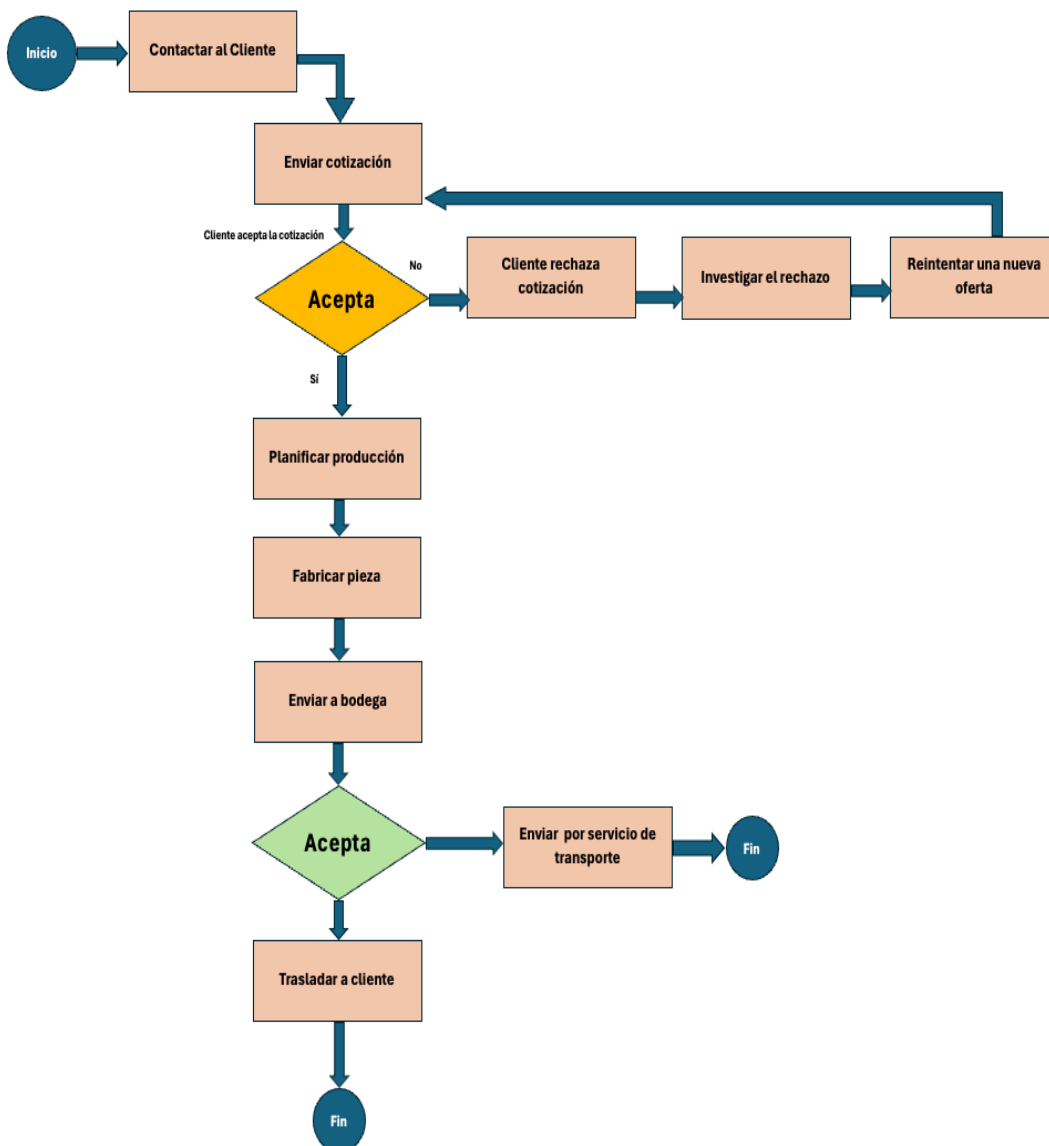 Inicio
Contactar al Cliente
Enviar cotización
Cliente acepta la cotización
Acepta
No
Cliente rechaza
cotización
Investigar el rechazo
Reintentar una nueva
oferta
Sí
Planificar producción
Fabricar pieza
Enviar a bodega
Acepta
Enviar por servicio de
transporte
Fin
Trasladar a cliente
Fin